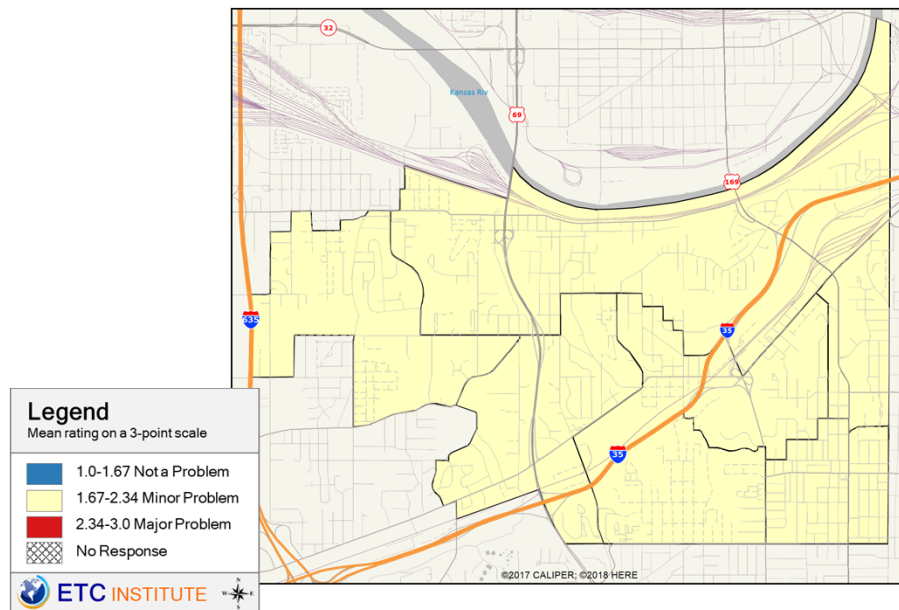 32
Kansas Riv
69
169
635
35
35
Legend
Mean rating on a 3-point scale
1.0-1.67 Not a Problem
1.67-2.34 Minor Problem
2.34-3.0 Major Problem
No Response
ETC INSTITUTE
N
W E
S
©2017 CALIPER; ©2018 HERE